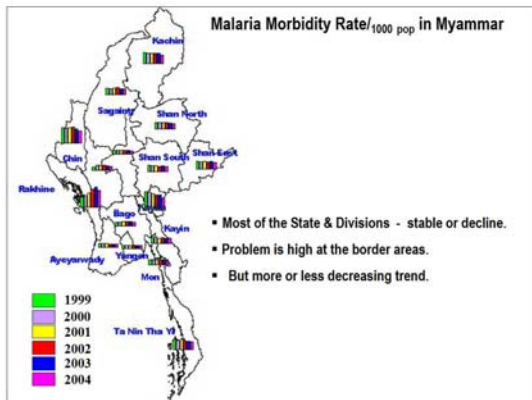 Malaria Morbidity Rate/1000 pop in Myammar
Kachin
Sagaing
Shan North
Chin
Shan South
Shan East
Rakhine
Bago
Kayin
Ayeyarwady
Yangon
Mon
Ta Nin Tha Yi
▪ Most of the State & Divisions - stable or decline.
▪ Problem is high at the border areas.
▪ But more or less decreasing trend.
1999
2000
2001
2002
2003
2004